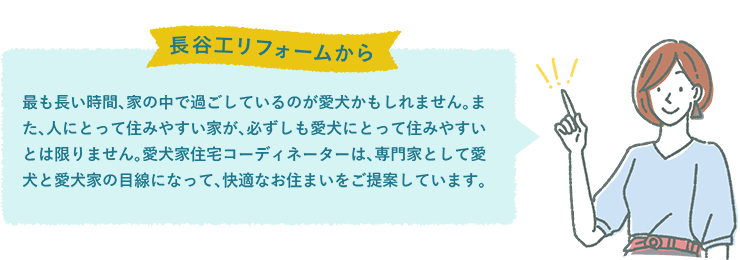 長谷工リフォームから
最も長い時間、家の中で過ごしているのが愛犬かもしれません。ま
た、人にとって住みやすい家が、必ずしも愛犬にとって住みやすい
とは限りません。愛犬家住宅コーディネーターは、専門家として愛
犬と愛犬家の目線になって、快適なお住まいをご提案しています。